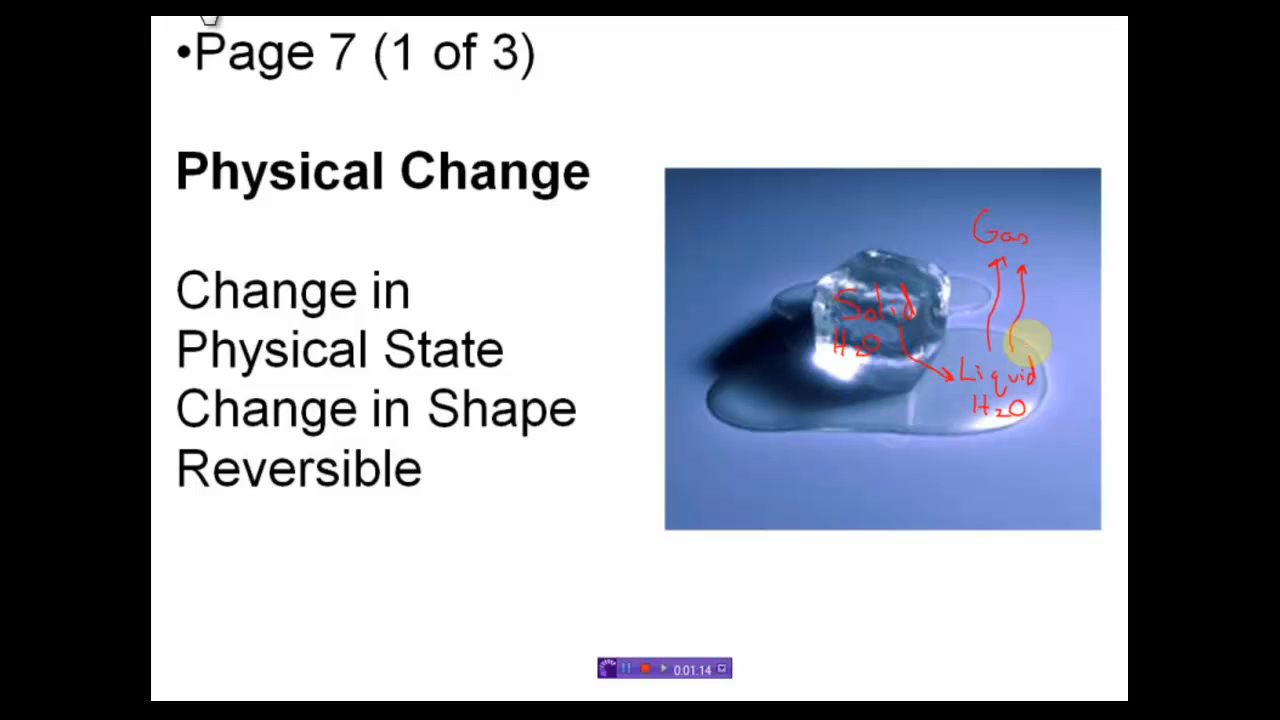 •Page 7 (1 of 3)
Physical Change
Change in
Physical State
Change in Shape
Reversible
Gas
Solid
H2O
Liquid
H2O
0:01.14